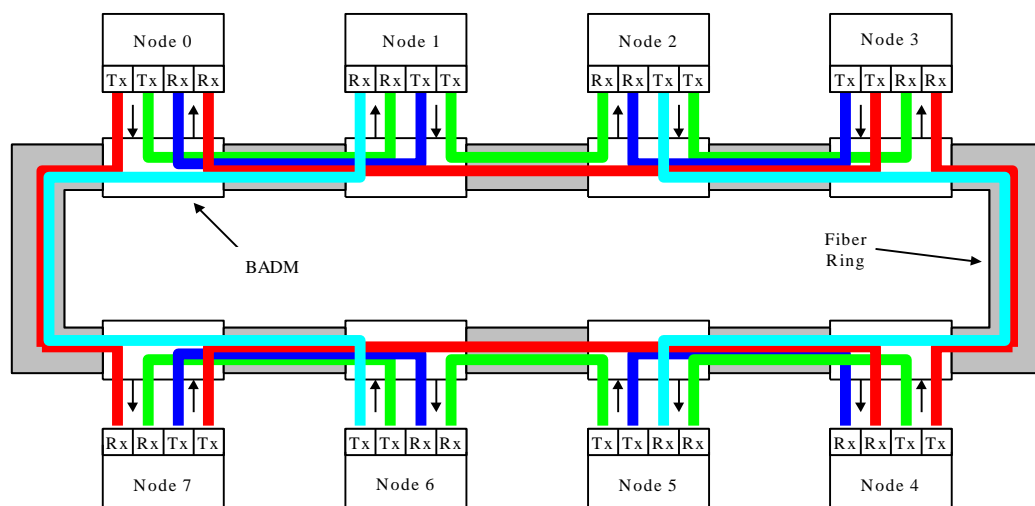 Node 0 Node 1 Node 2 Node 3
Tx Tx Rx Rx Rx Rx Tx Tx Rx Rx Tx Tx Tx Tx Rx Rx
BADM
Fiber
Ring
Rx Rx Tx Tx Tx Tx Rx Rx Tx Tx Rx Rx Rx Rx Tx Tx
Node 7 Node 6 Node 5 Node 4